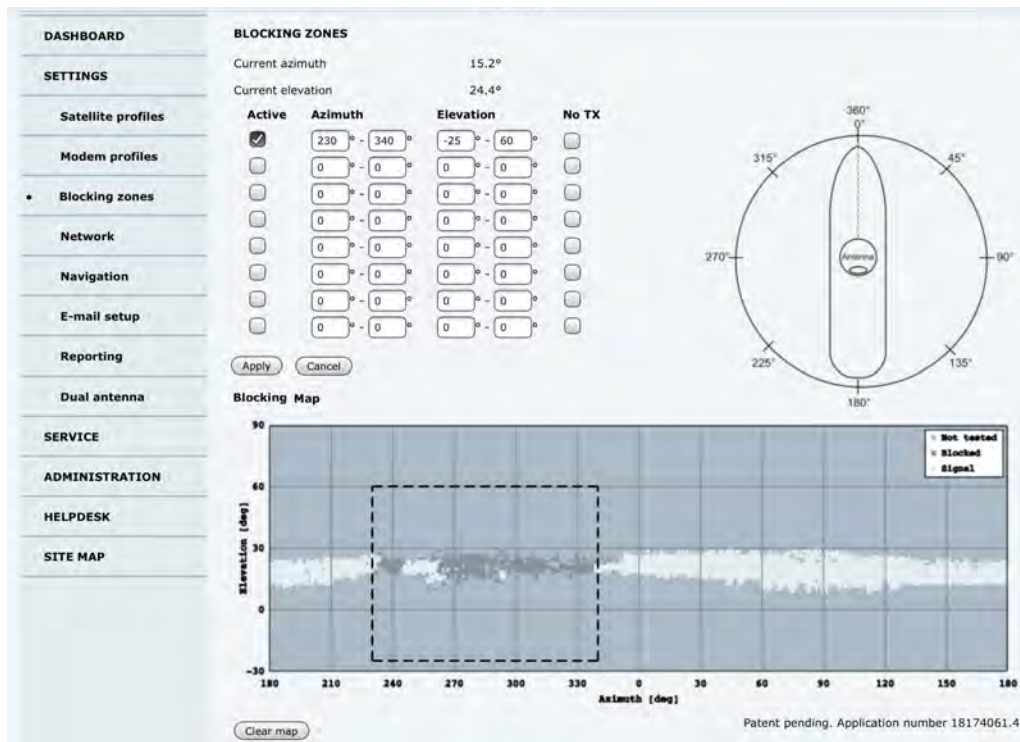 DASHBOARD
SETTINGS
Satellite profiles
Modem profiles
• Blocking zones
Network
Navigation
E-mail setup
Reporting
Dual antenna
SERVICE
ADMINISTRATION
HELPDESK
SITE MAP
BLOCKING ZONES
Current azimuth 15.2°
Current elevation 24.4°
Active Azimuth Elevation No TX
230 ° - 340 ° -25 ° - 60 °
0 ° - 0 ° 0 ° - 0 °
0 ° - 0 ° 0 ° - 0 °
0 ° - 0 ° 0 ° - 0 °
0 ° - 0 ° 0 ° - 0 °
0 ° - 0 ° 0 ° - 0 °
0 ° - 0 ° 0 ° - 0 °
0 ° - 0 ° 0 ° - 0 °
Apply Cancel
360°
0°
315° 45°
270° Antenna 90°
225° 135°
180°
Blocking Map
Not tested
Blocked
Signal
90
60
30
0
-30
Elevation [deg]
180 210 240 270 300 330 0 30 60 90 120 150 180
Azimuth [deg]
Clear map
Patent pending. Application number 18174061.4